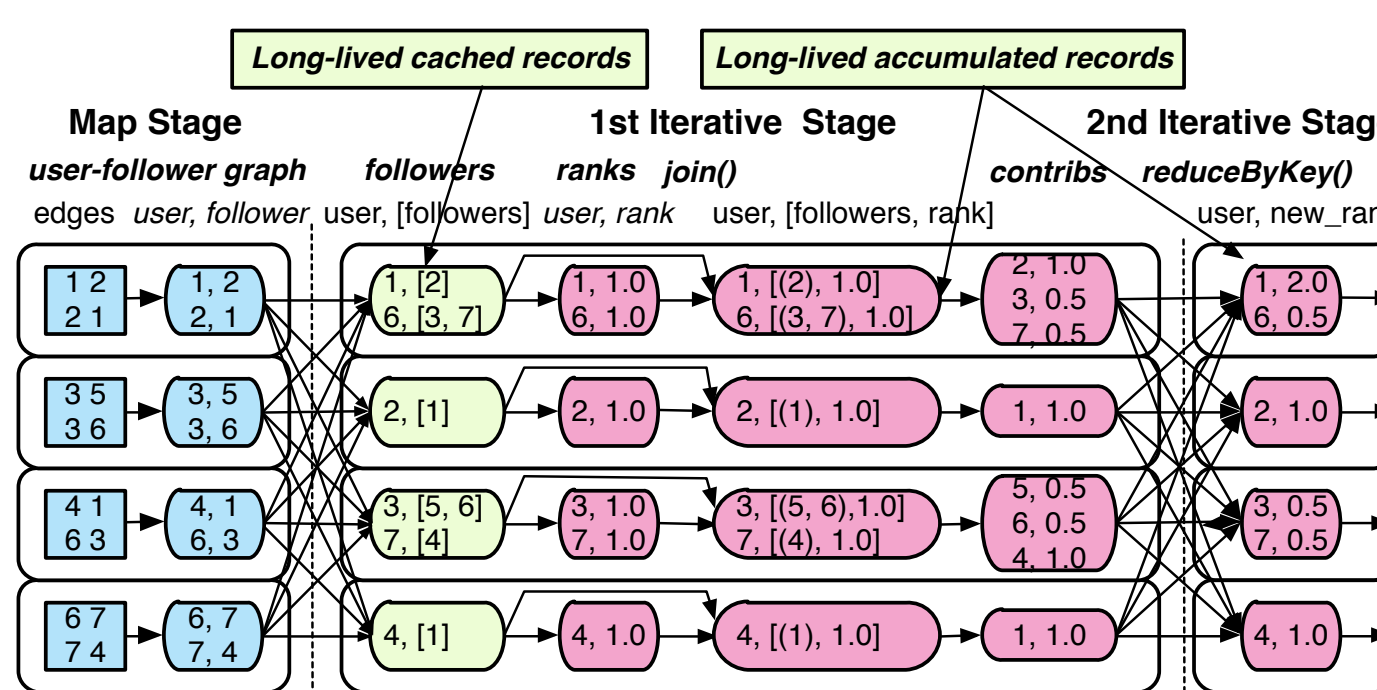 Long-lived cached records
Long-lived accumulated records
Map Stage
1st Iterative Stage
2nd Iterative Stag
user-follower graph
followers
ranks
join()
contribs
reduceByKey()
edges
user, follower
user, [followers]
user, rank
user, [followers, rank]
user, new_ran
1 2
2 1
1, 2
2, 1
1, [2]
6, [3, 7]
1, 1.0
6, 1.0
1, [(2), 1.0]
6, [(3, 7), 1.0]
2, 1.0
3, 0.5
7, 0.5
1, 2.0
6, 0.5
3 5
3 6
3, 5
3, 6
2, [1]
2, 1.0
2, [(1), 1.0]
1, 1.0
2, 1.0
4 1
6 3
4, 1
6, 3
3, [5, 6]
7, [4]
3, 1.0
7, 1.0
3, [(5, 6),1.0]
7, [(4), 1.0]
5, 0.5
6, 0.5
4, 1.0
3, 0.5
7, 0.5
6 7
7 4
6, 7
7, 4
4, [1]
4, 1.0
4, [(1), 1.0]
1, 1.0
4, 1.0